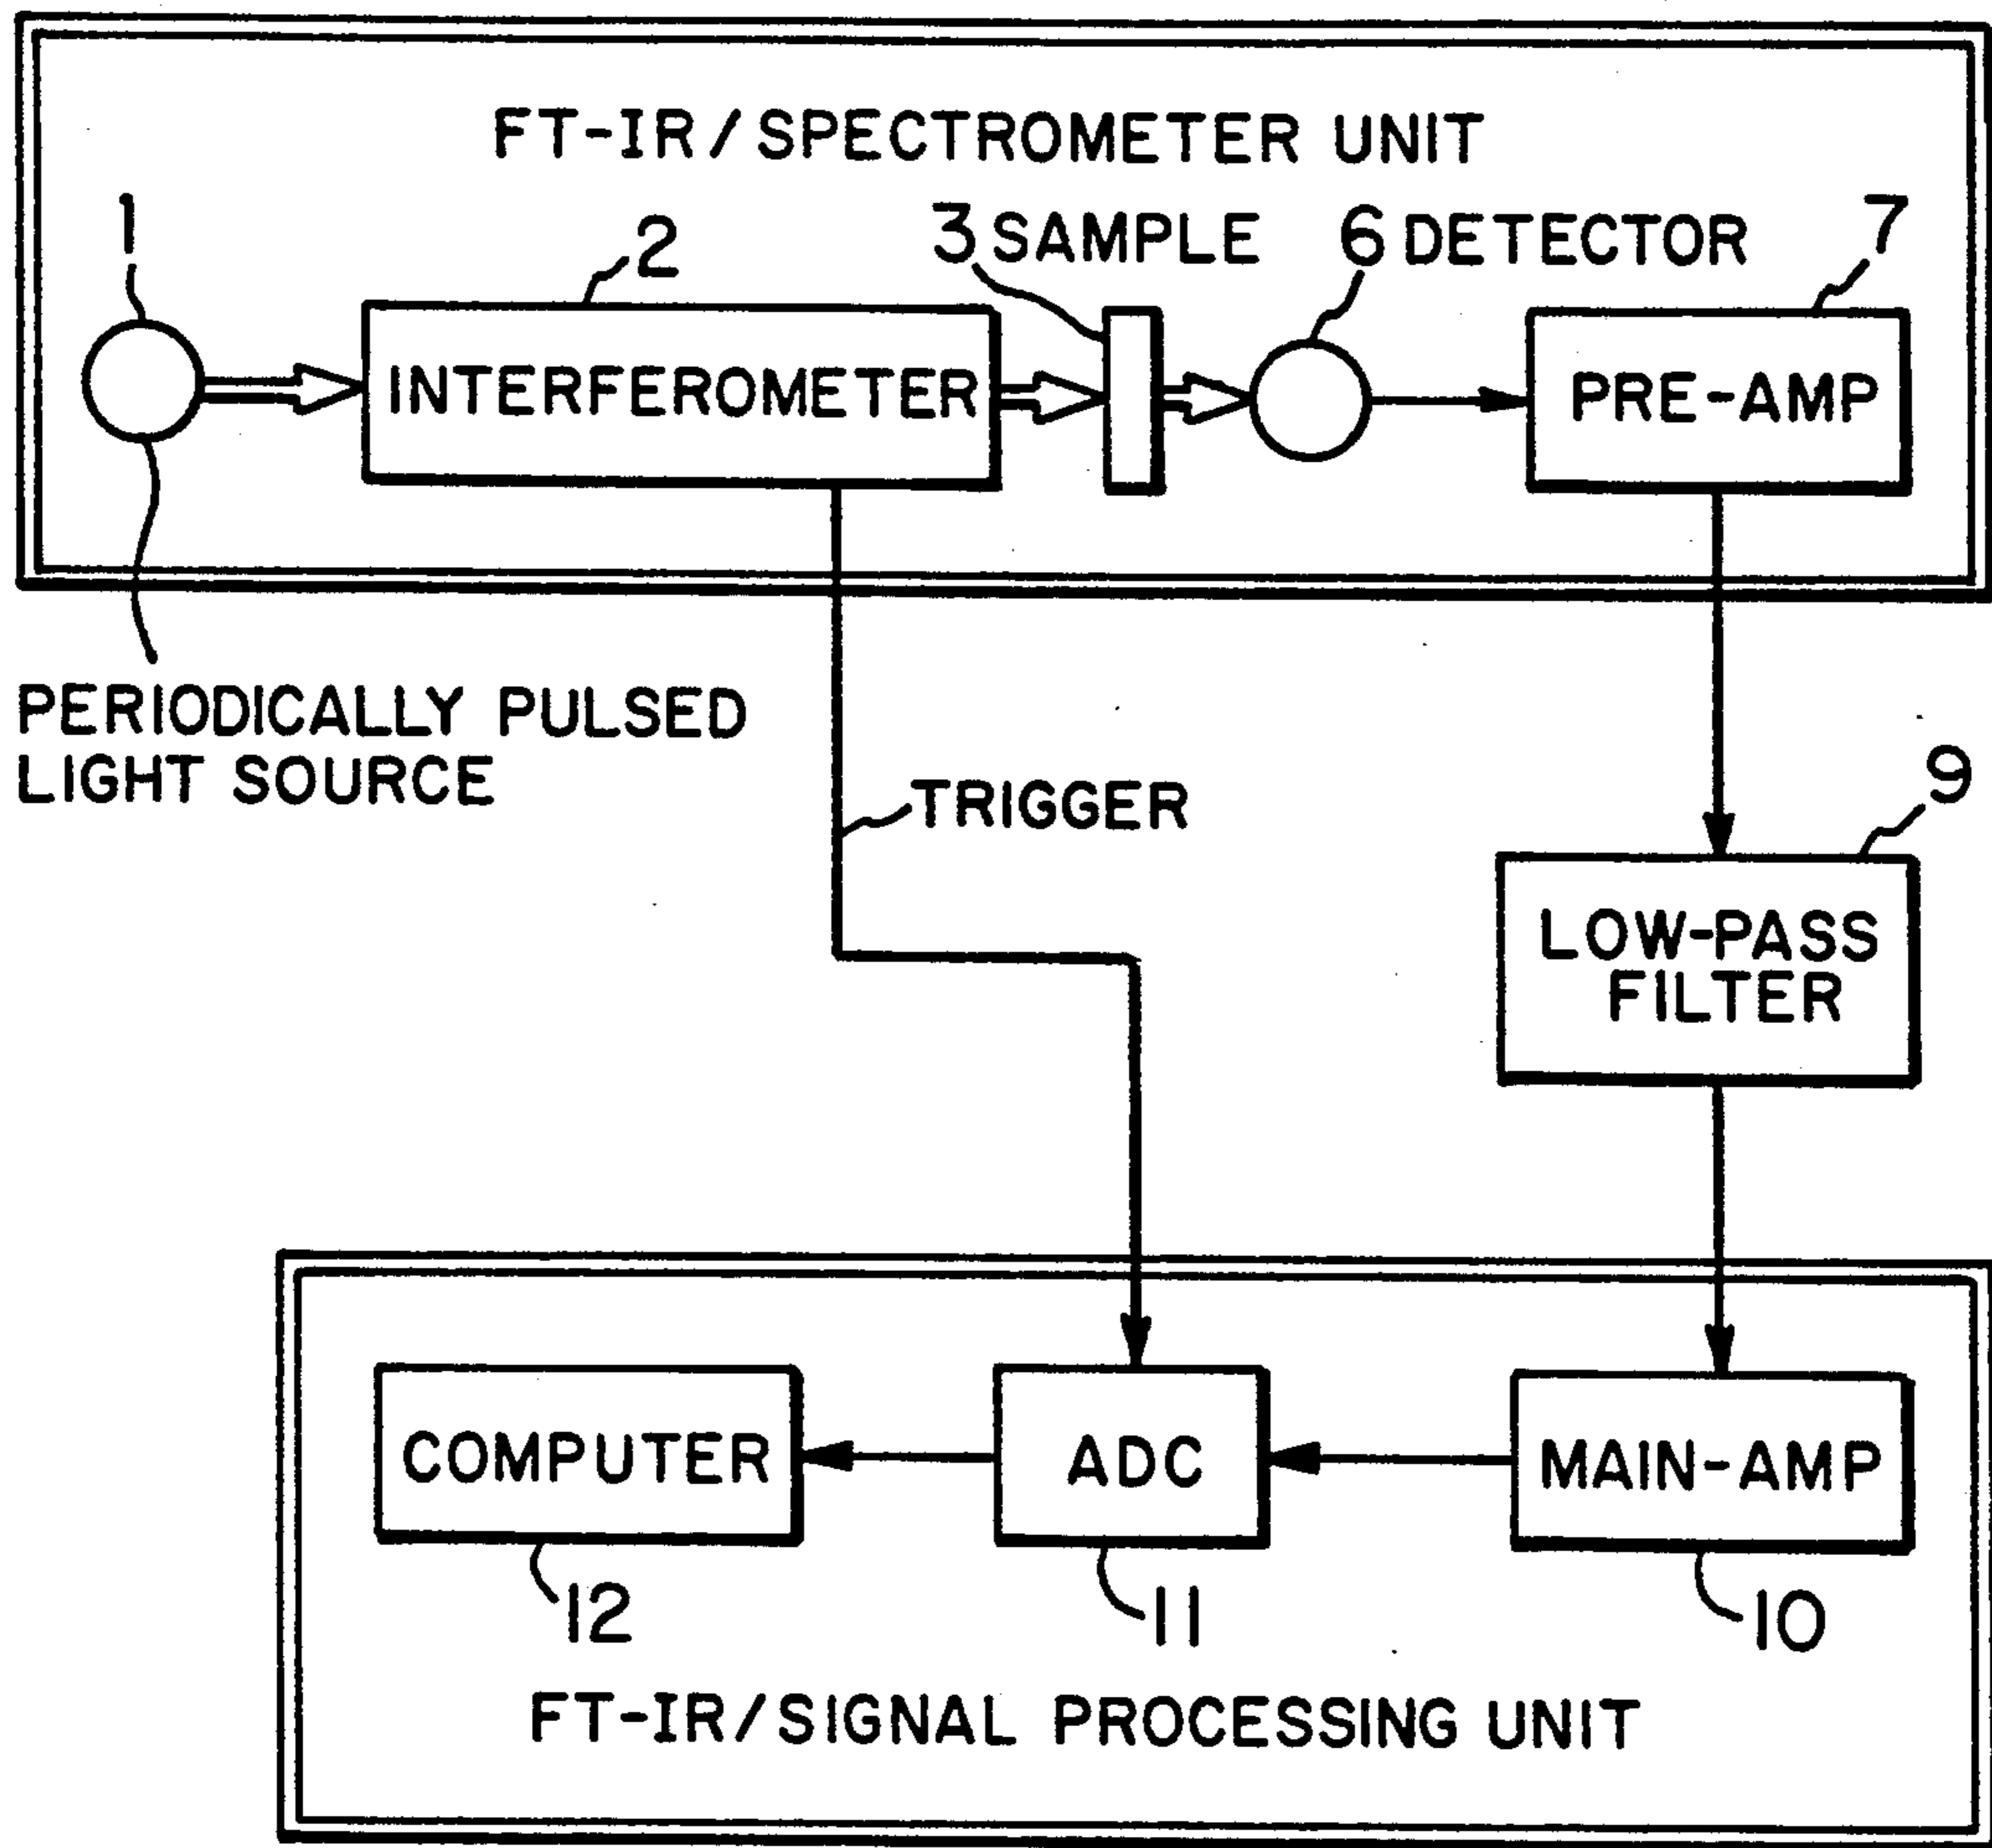 FT-IR/SPECTROMETER UNIT
1
2
3 SAMPLE
6 DETECTOR
7
INTERFEROMETER
PRE-AMP
PERIODICALLY PULSED
LIGHT SOURCE
TRIGGER
9
LOW-PASS
FILTER
COMPUTER
ADC
MAIN-AMP
12
11
10
FT-IR/SIGNAL PROCESSING UNIT